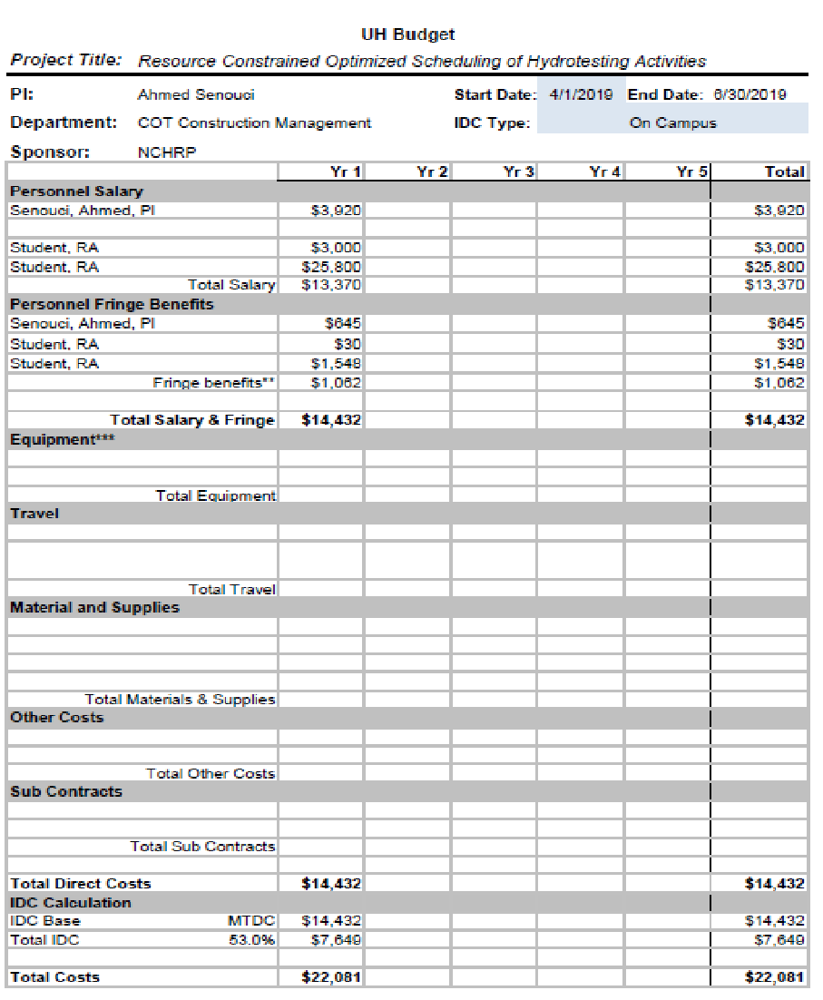 UH Budget
Project Title: Resource Constrained Optimized Scheduling of Hydrotesting Activities
PI: Ahmed Senouci Start Date: 4/1/2019 End Date: 6/30/2019
Department: COT Construction Management IDC Type: On Campus
Sponsor: NCHRP
Yr 1 Yr 2 Yr 3 Yr 4 Yr 5 Total
Personnel Salary
Senouci, Ahmed, PI $3,920 $3,920
Student, RA $3,000 $3,000
Student, RA $25,800 $25,800
Total Salary $13,370 $13,370
Personnel Fringe Benefits
Senouci, Ahmed, PI $645 $645
Student, RA $30 $30
Student, RA $1,548 $1,548
Fringe benefits** $1,062 $1,062
Total Salary & Fringe $14,432 $14,432
Equipment***
Total Equipment
Travel
Total Travel
Material and Supplies
Total Materials & Supplies
Other Costs
Total Other Costs
Sub Contracts
Total Sub Contracts
Total Direct Costs $14,432 $14,432
IDC Calculation
IDC Base MTDC $14,432 $14,432
Total IDC 53.0% $7,649 $7,649
Total Costs $22,081 $22,081